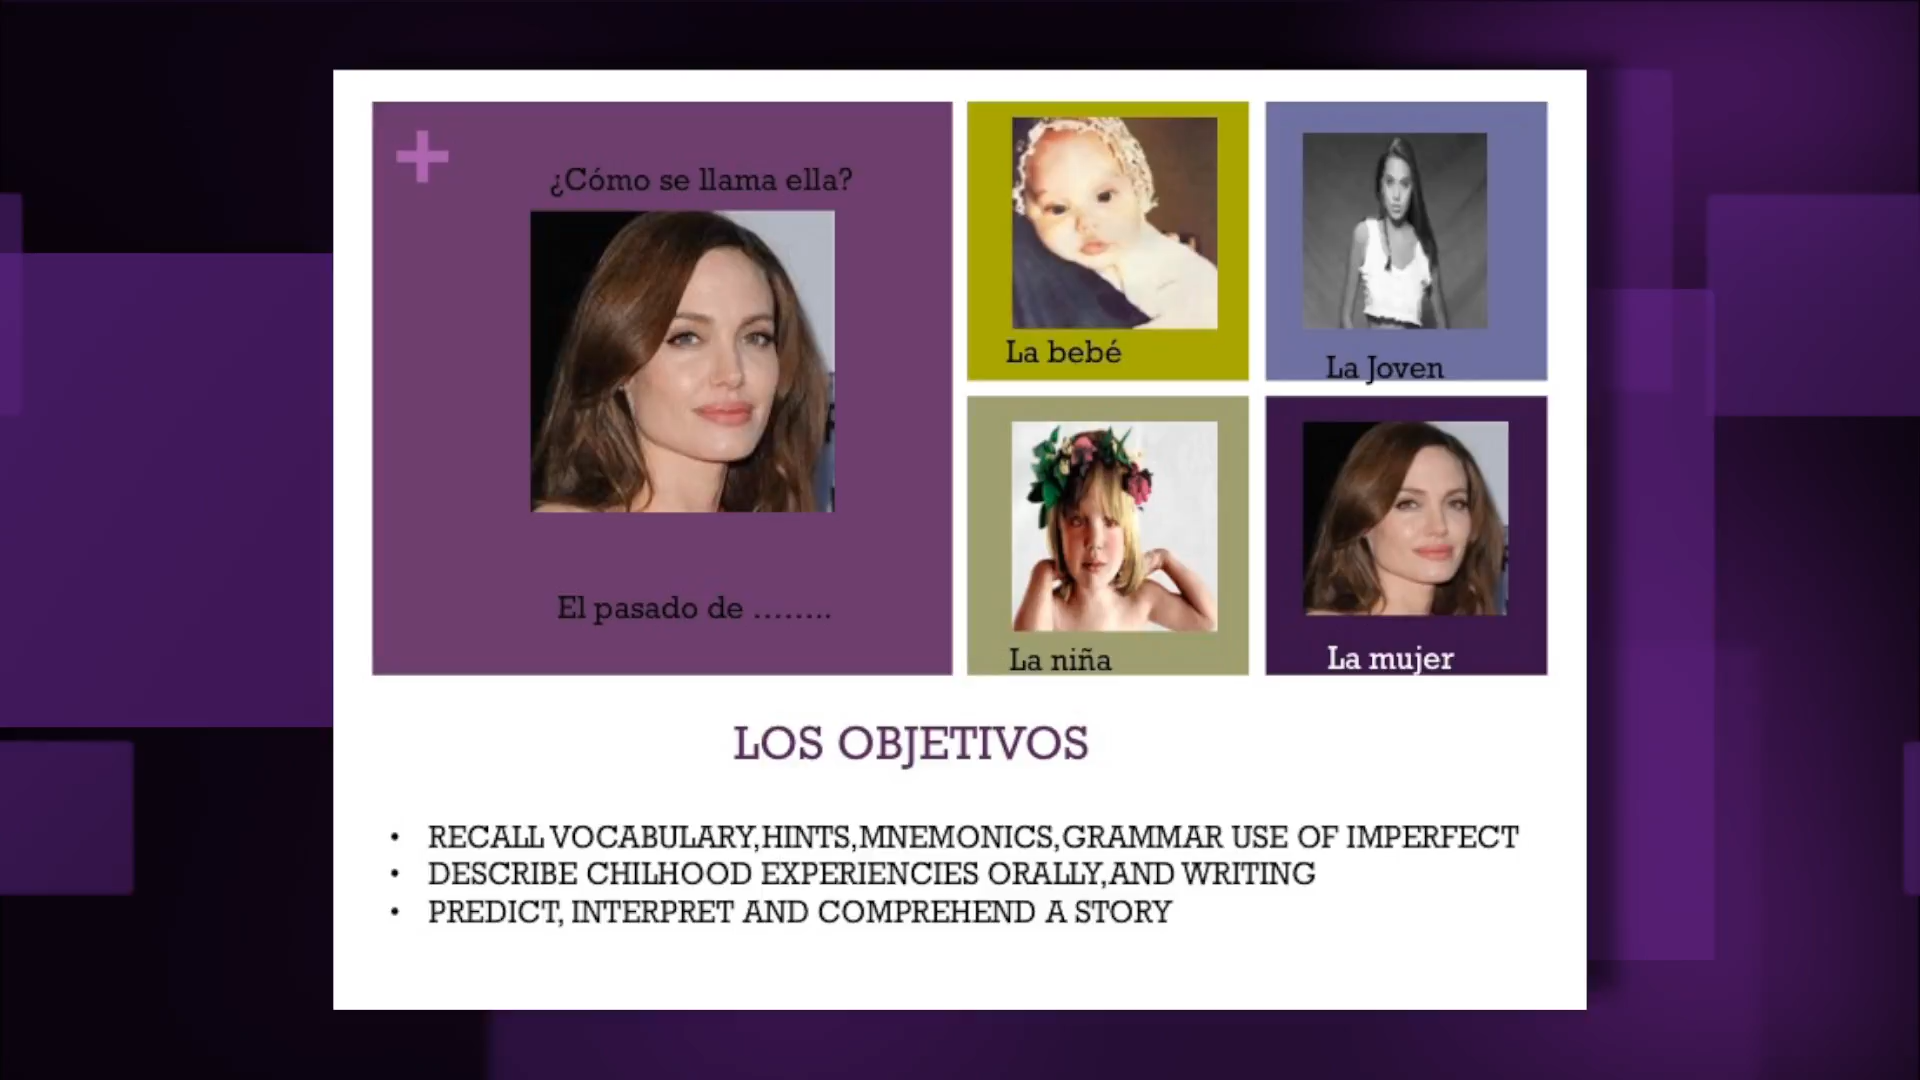 ¿Cómo se llama ella?
El pasado de ........
La bebé
La Joven
La niña
La mujer
LOS OBJETIVOS
• RECALL VOCABULARY,HINTS,MNEMONICS,GRAMMAR USE OF IMPERFECT
• DESCRIBE CHILHOOD EXPERIENCIES ORALLY,AND WRITING
• PREDICT, INTERPRET AND COMPREHEND A STORY